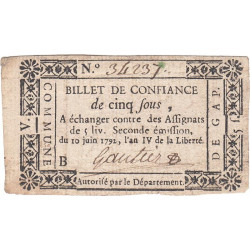 N.° 34237.
BILLET DE CONFIANCE
de cinq sous,
A échanger contre des Assignats
de 5 liv. Seconde émission,
du 10 juin 1792, l'an IV de la Liberté.
B Gautier
Autorisé par le Département.
COMMUNE
V.
DE GAP.